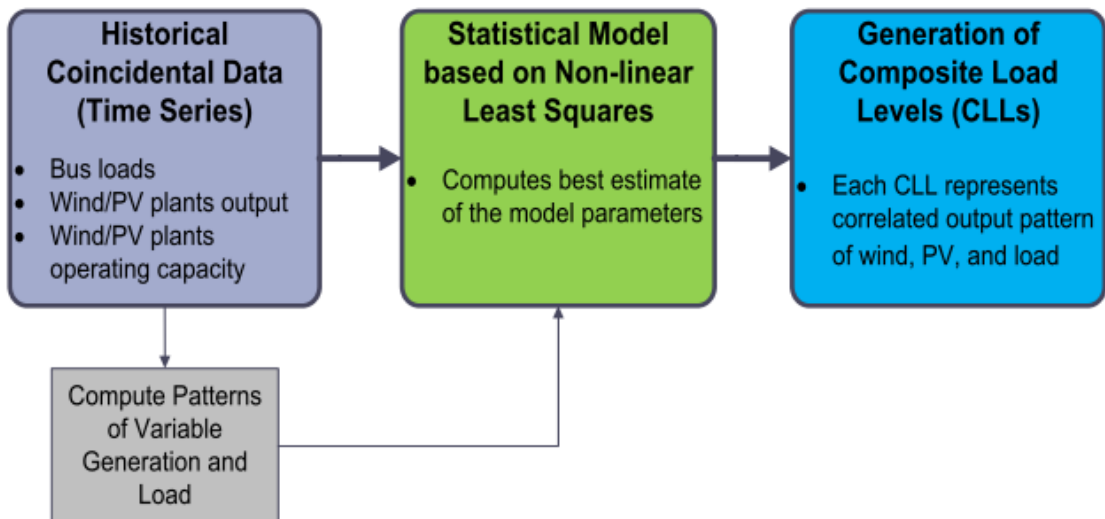 Historical
Coincidental Data
(Time Series)
• Bus loads
• Wind/PV plants output
• Wind/PV plants
operating capacity
Statistical Model
based on Non-linear
Least Squares
• Computes best estimate
of the model parameters
Generation of
Composite Load
Levels (CLLs)
• Each CLL represents
correlated output pattern
of wind, PV, and load
Compute Patterns
of Variable
Generation and
Load